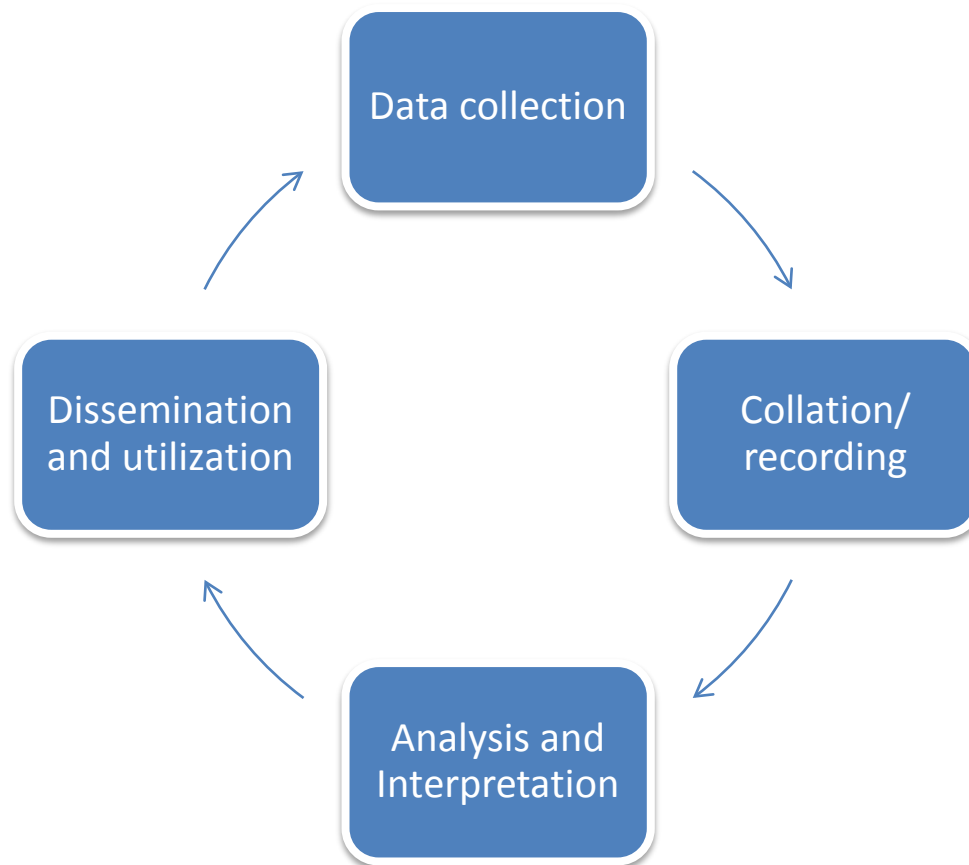 Data collection
Collation/
recording
Analysis and
Interpretation
Dissemination
and utilization